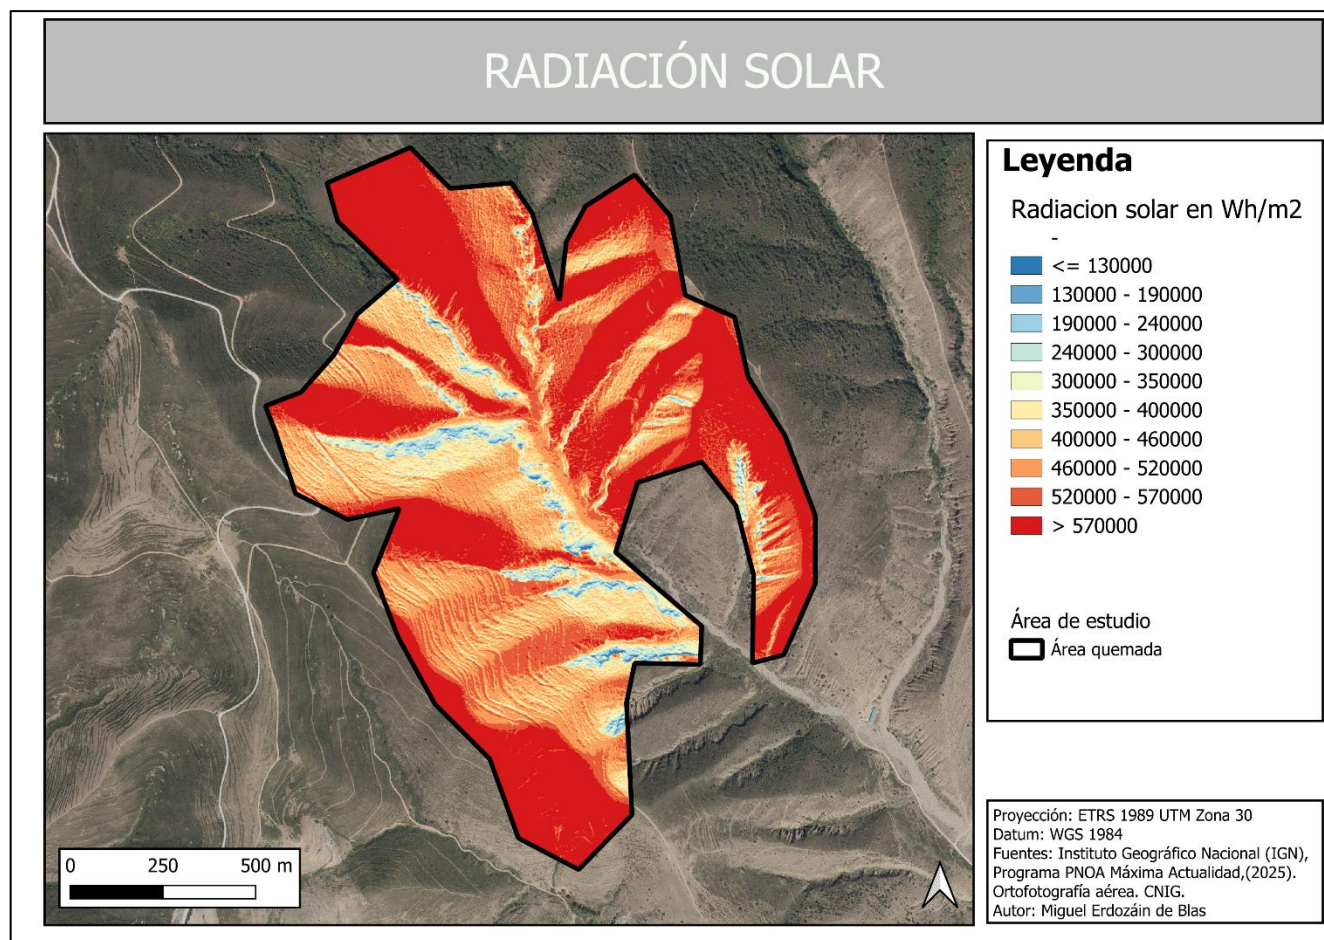 RADIACIÓN SOLAR
Leyenda
Radiacion solar en Wh/m2
-
<= 130000
130000 - 190000
190000 - 240000
240000 - 300000
300000 - 350000
350000 - 400000
400000 - 460000
460000 - 520000
520000 - 570000
> 570000
Área de estudio
Área quemada
0 250 500 m
Proyección: ETRS 1989 UTM Zona 30
Datum: WGS 1984
Fuentes: Instituto Geográfico Nacional (IGN),
Programa PNOA Máxima Actualidad,(2025).
Ortofotografía aérea. CNIG.
Autor: Miguel Erdozáin de Blas